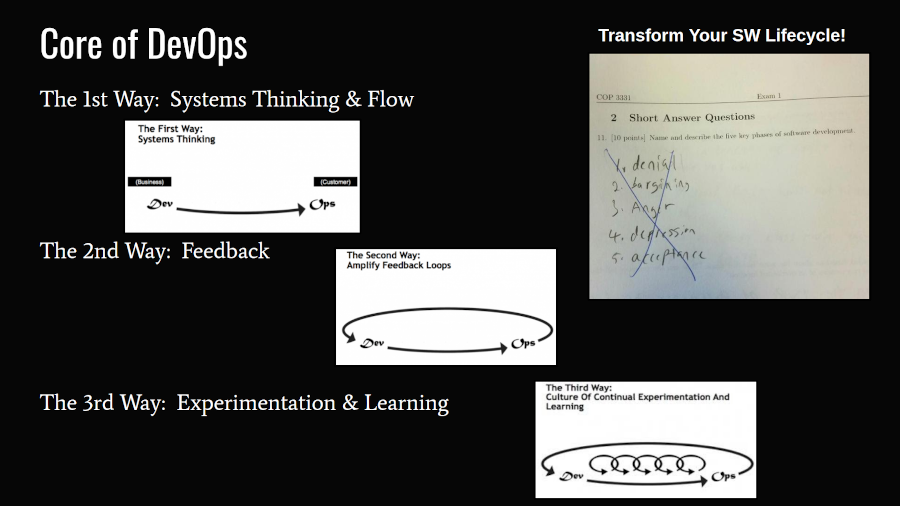 Core of DevOps
Transform Your SW Lifecycle!
The 1st Way: Systems Thinking & Flow
The First Way:
Systems Thinking
(Business)
(Customer)
Dev
Ops
COP 3331
Exam 1
2 Short Answer Questions
11. [10 points] Name and describe the five key phases of software development.
1. denial
2. bargining
3. Anger
4. depression
5. acceptance
The 2nd Way: Feedback
The Second Way:
Amplify Feedback Loops
Dev
Ops
The 3rd Way: Experimentation & Learning
The Third Way:
Culture Of Continual Experimentation And
Learning
Dev
Ops